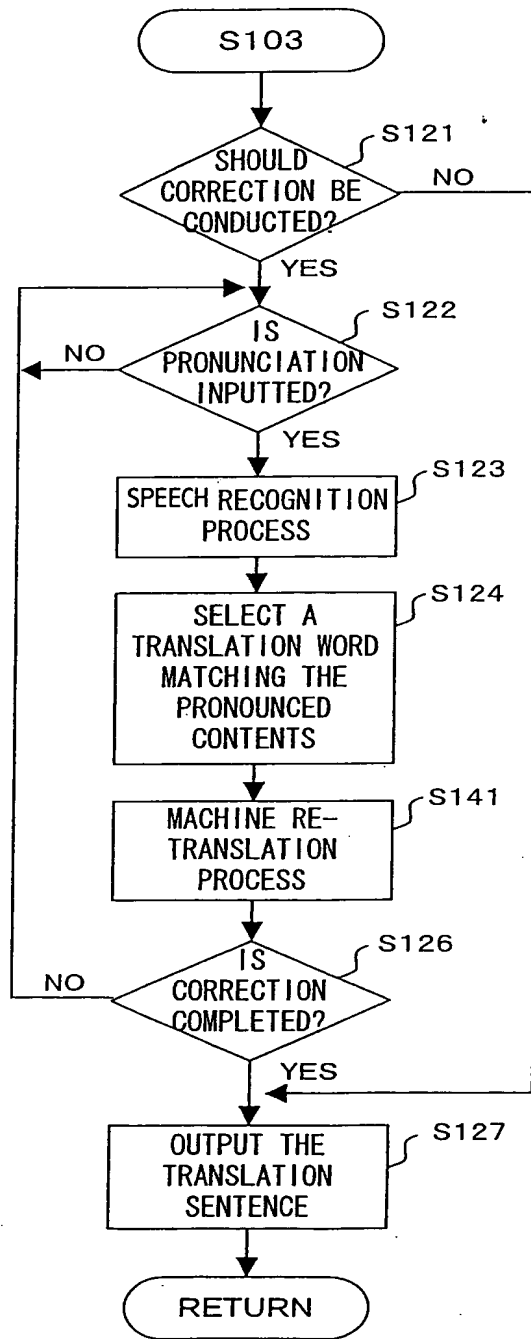 S103
S121
SHOULD
CORRECTION BE
CONDUCTED?
NO
YES
S122
IS
PRONUNCIATION
INPUTTED?
NO
YES
S123
SPEECH RECOGNITION
PROCESS
S124
SELECT A
TRANSLATION WORD
MATCHING THE
PRONOUNCED
CONTENTS
S141
MACHINE RE-
TRANSLATION
PROCESS
S126
IS
CORRECTION
COMPLETED?
NO
YES
S127
OUTPUT THE
TRANSLATION
SENTENCE
RETURN